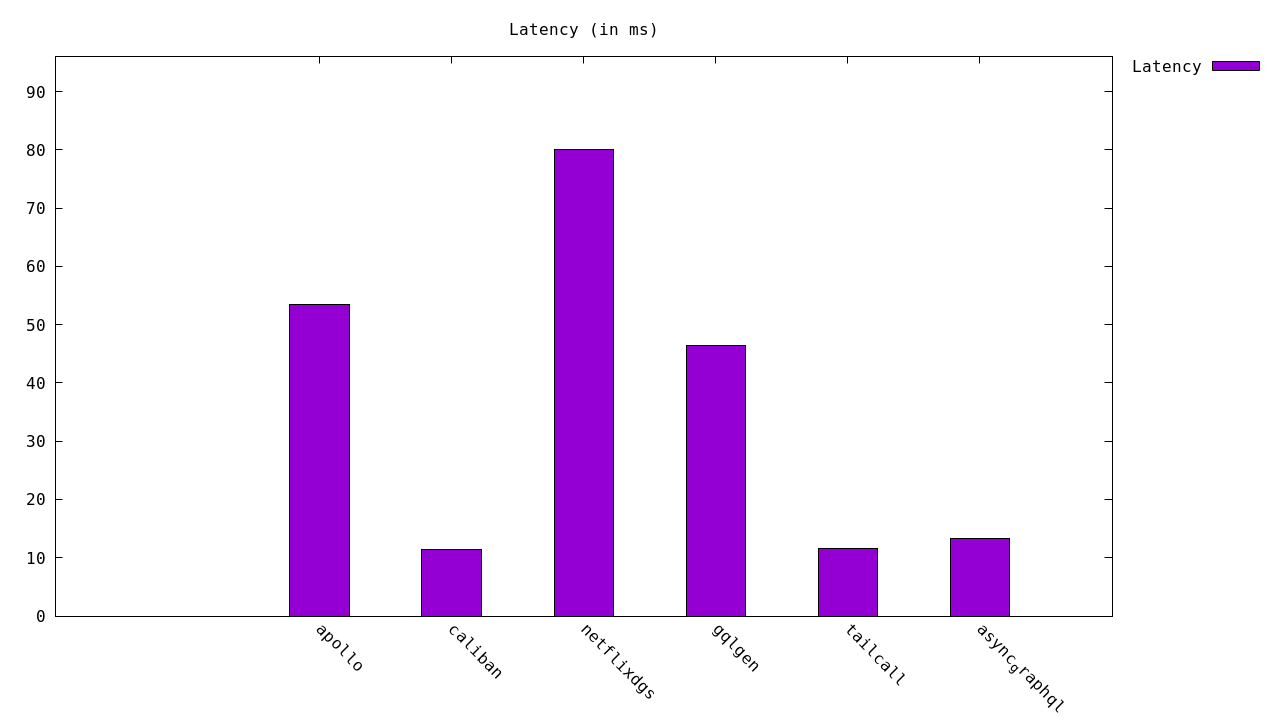 Latency (in ms)
Latency
90
80
70
60
50
40
30
20
10
0
apollo
caliban
netflixdgs
gqlgen
tailcall
async_graphql